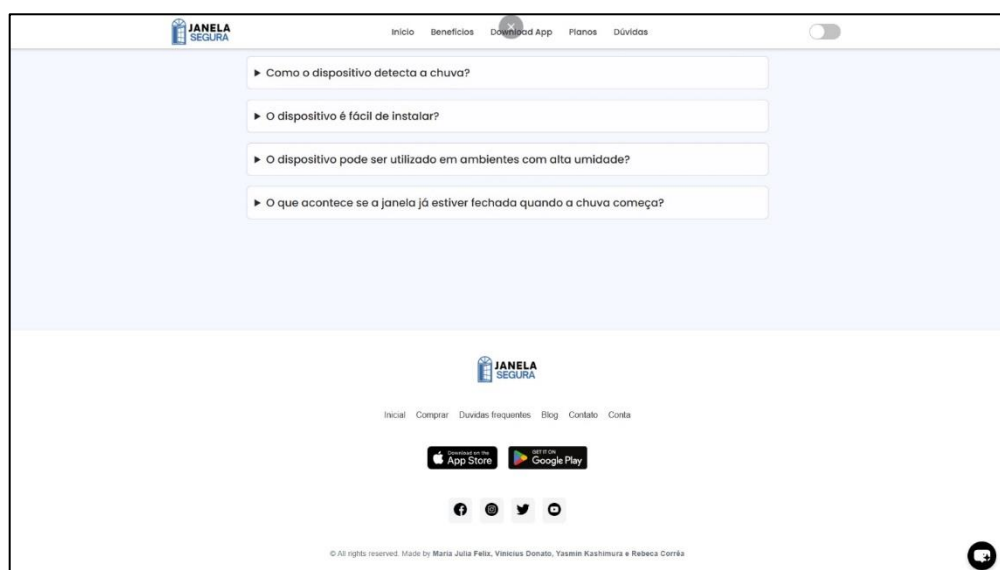 JANELA
SEGURA
Início Benefícios Download App Planos Dúvidas
▶ Como o dispositivo detecta a chuva?
▶ O dispositivo é fácil de instalar?
▶ O dispositivo pode ser utilizado em ambientes com alta umidade?
▶ O que acontece se a janela já estiver fechada quando a chuva começa?
JANELA
SEGURA
Inicial Comprar Duvidas frequentes Blog Contato Conta
Download on the
App Store
GET IT ON
Google Play
© All rights reserved. Made by Maria Julia Felix, Vinicius Donato, Yasmin Kashimura e Rebeca Corrêa